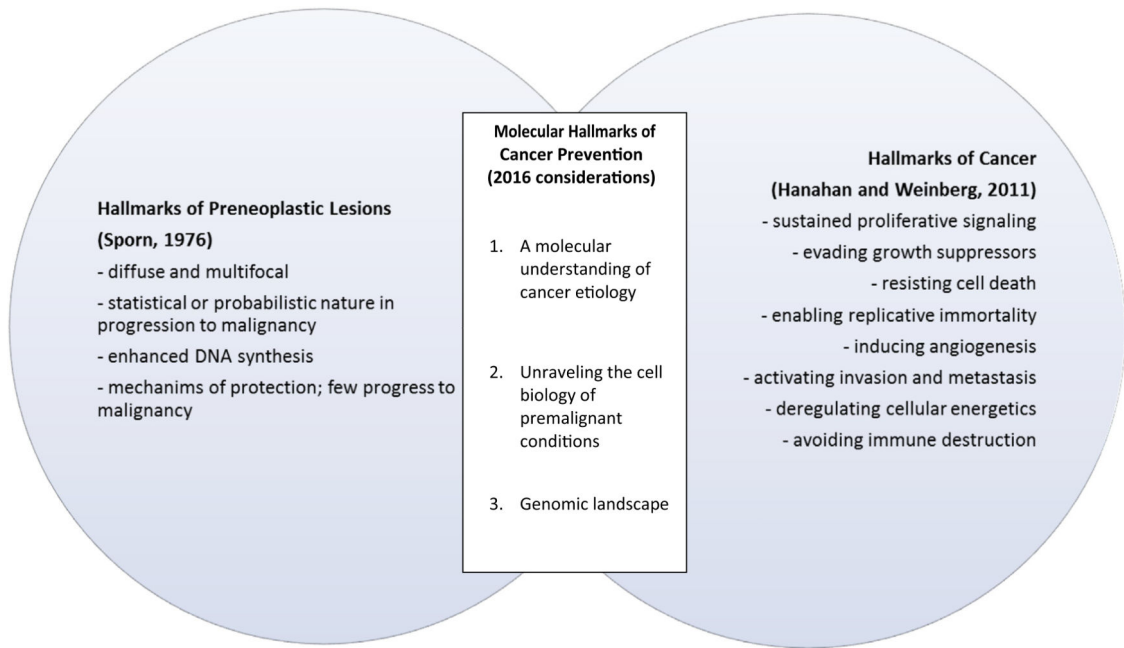 Hallmarks of Preneoplastic Lesions
(Sporn, 1976)
- diffuse and multifocal
- statistical or probabilistic nature in
progression to malignancy
- enhanced DNA synthesis
- mechanims of protection; few progress to
malignancy
Molecular Hallmarks of
Cancer Prevention
(2016 considerations)
1. A molecular
understanding of
cancer etiology
2. Unraveling the cell
biology of
premalignant
conditions
3. Genomic landscape
Hallmarks of Cancer
(Hanahan and Weinberg, 2011)
- sustained proliferative signaling
- evading growth suppressors
- resisting cell death
- enabling replicative immortality
- inducing angiogenesis
- activating invasion and metastasis
- deregulating cellular energetics
- avoiding immune destruction